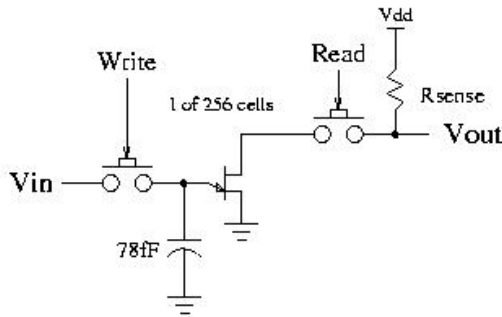 Vdd
Write
Read
1 of 256 cells
Rsense
Vin
Vout
78fF